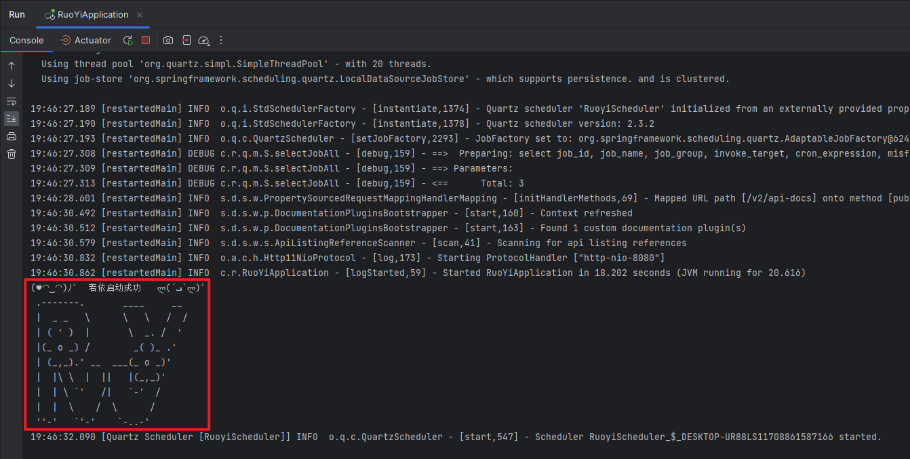 Run RuoYiApplication ×
Console Actuator
Using thread pool 'org.quartz.simpl.SimpleThreadPool' - with 20 threads.
Using job-store 'org.springframework.scheduling.quartz.LocalDataSourceJobStore' - which supports persistence. and is clustered.
19:46:27.189 [restartedMain] INFO  o.q.i.StdSchedulerFactory - [instantiate,1374] - Quartz scheduler 'RuoyiScheduler' initialized from an externally provided prop
19:46:27.190 [restartedMain] INFO  o.q.i.StdSchedulerFactory - [instantiate,1378] - Quartz scheduler version: 2.3.2
19:46:27.193 [restartedMain] INFO  o.q.c.QuartzScheduler - [setJobFactory,2293] - JobFactory set to: org.springframework.scheduling.quartz.AdaptableJobFactory@624
19:46:27.308 [restartedMain] DEBUG c.r.q.m.S.selectJobAll - [debug,159] - ==>  Preparing: select job_id, job_name, job_group, invoke_target, cron_expression, misf
19:46:27.309 [restartedMain] DEBUG c.r.q.m.S.selectJobAll - [debug,159] - ==> Parameters:
19:46:27.313 [restartedMain] DEBUG c.r.q.m.S.selectJobAll - [debug,159] - <==      Total: 3
19:46:28.601 [restartedMain] INFO  s.d.s.w.PropertySourcedRequestMappingHandlerMapping - [initHandlerMethods,69] - Mapped URL path [/v2/api-docs] onto method [pub
19:46:30.492 [restartedMain] INFO  s.d.s.w.p.DocumentationPluginsBootstrapper - [start,160] - Context refreshed
19:46:30.512 [restartedMain] INFO  s.d.s.w.p.DocumentationPluginsBootstrapper - [start,163] - Found 1 custom documentation plugin(s)
19:46:30.579 [restartedMain] INFO  s.d.s.w.s.ApiListingReferenceScanner - [scan,41] - Scanning for api listing references
19:46:30.832 [restartedMain] INFO  o.a.c.h.Http11NioProtocol - [log,173] - Starting ProtocolHandler ["http-nio-8080"]
19:46:30.862 [restartedMain] INFO  c.r.RuoYiApplication - [logStarted,59] - Started RuoYiApplication in 18.202 seconds (JVM running for 20.616)
(♥◠‿◠)ﾉﾞ  若依启动成功   ლ(´ڡ`ლ)ﾞ
 .-------.       ____     __
 |  _ _   \      \   \   /  /
 | ( ' )  |       \  _. /  '
 |(_ o _) /        _( )_ .'
 | (_,_).' __  ___(_ o _)'
 |  |\ \  |  ||   |(_,_)'
 |  | \ `'   /|   `-'  /
 |  |  \    /  \      /
 ''-'   `'-'    `-..-'
19:46:32.090 [Quartz Scheduler [RuoyiScheduler]] INFO  o.q.c.QuartzScheduler - [start,547] - Scheduler RuoyiScheduler_$_DESKTOP-UR88LS11708861587166 started.